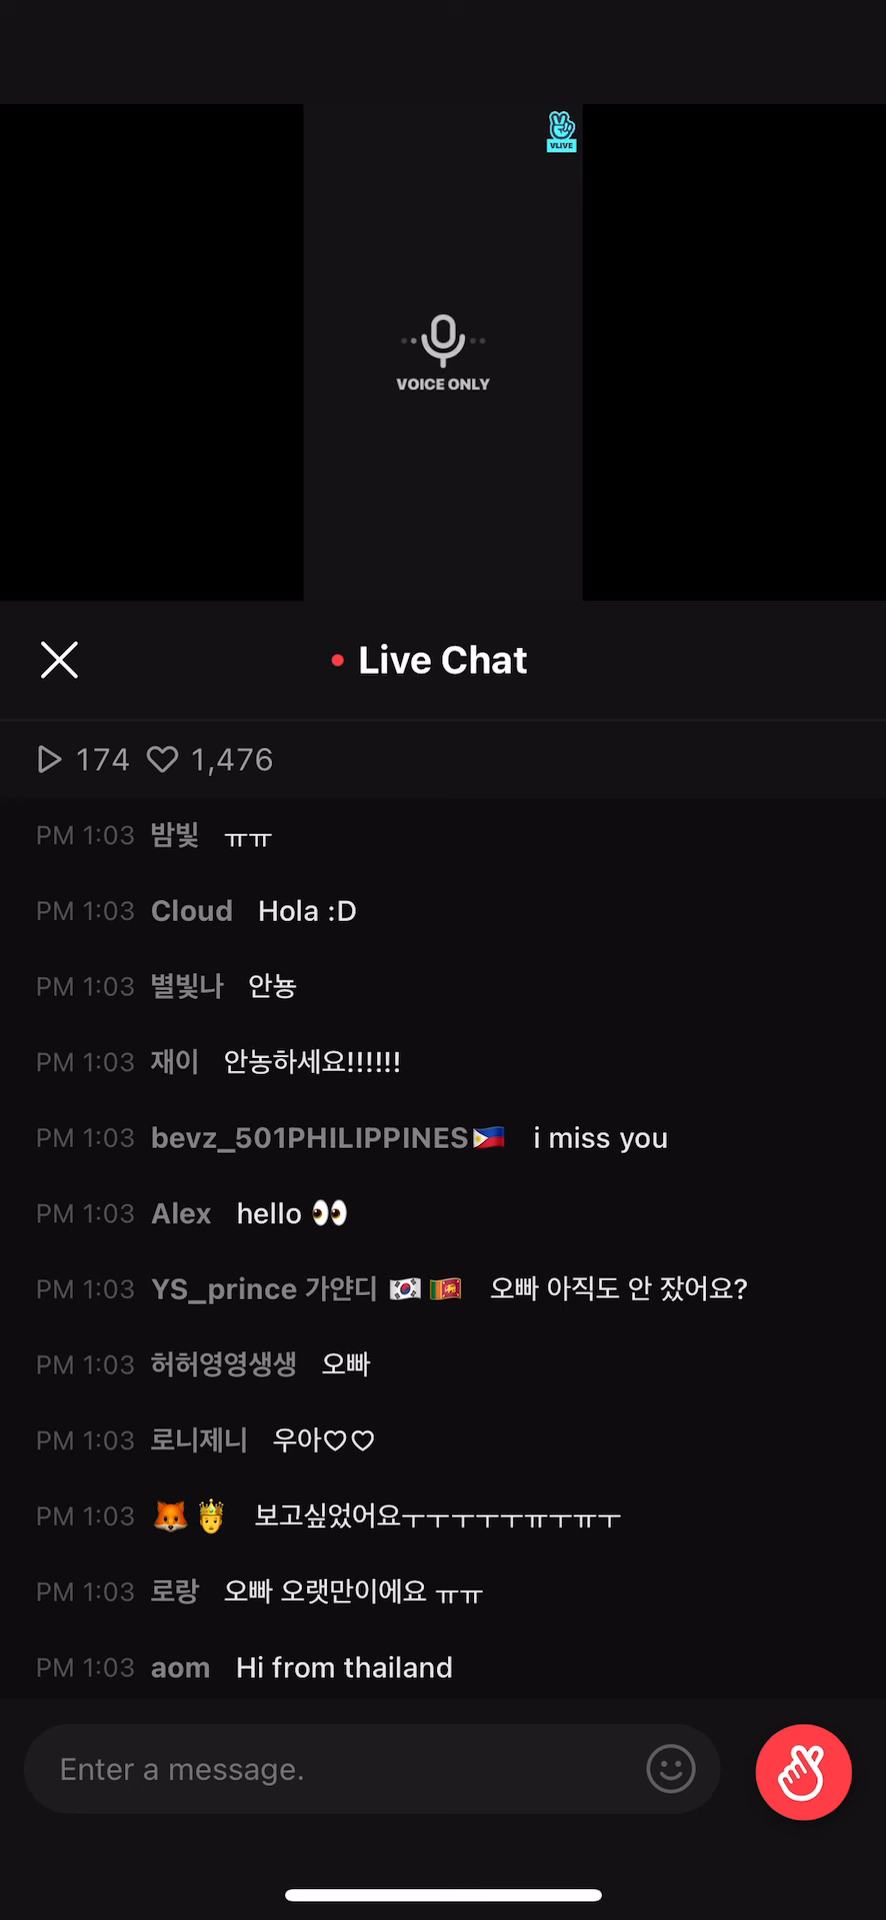 VLIVE
VOICE ONLY
Live Chat
174 1,476
PM 1:03 밤빛 ㅠㅠ
PM 1:03 Cloud Hola :D
PM 1:03 별빛나 안뇽
PM 1:03 재이 안농하세요!!!!!!
PM 1:03 bevz_501PHILIPPINES🇵🇭 i miss you
PM 1:03 Alex hello 👀
PM 1:03 YS_prince 가얀디 🇰🇷 🇱🇰 오빠 아직도 안 잤어요?
PM 1:03 허허영영생생 오빠
PM 1:03 로니제니 우아♡♡
PM 1:03 🦊 🤴 보고싶었어요ㅜㅜㅜㅜㅜㅠㅜㅠㅜ
PM 1:03 로랑 오빠 오랫만이에요 ㅠㅠ
PM 1:03 aom Hi from thailand
Enter a message.